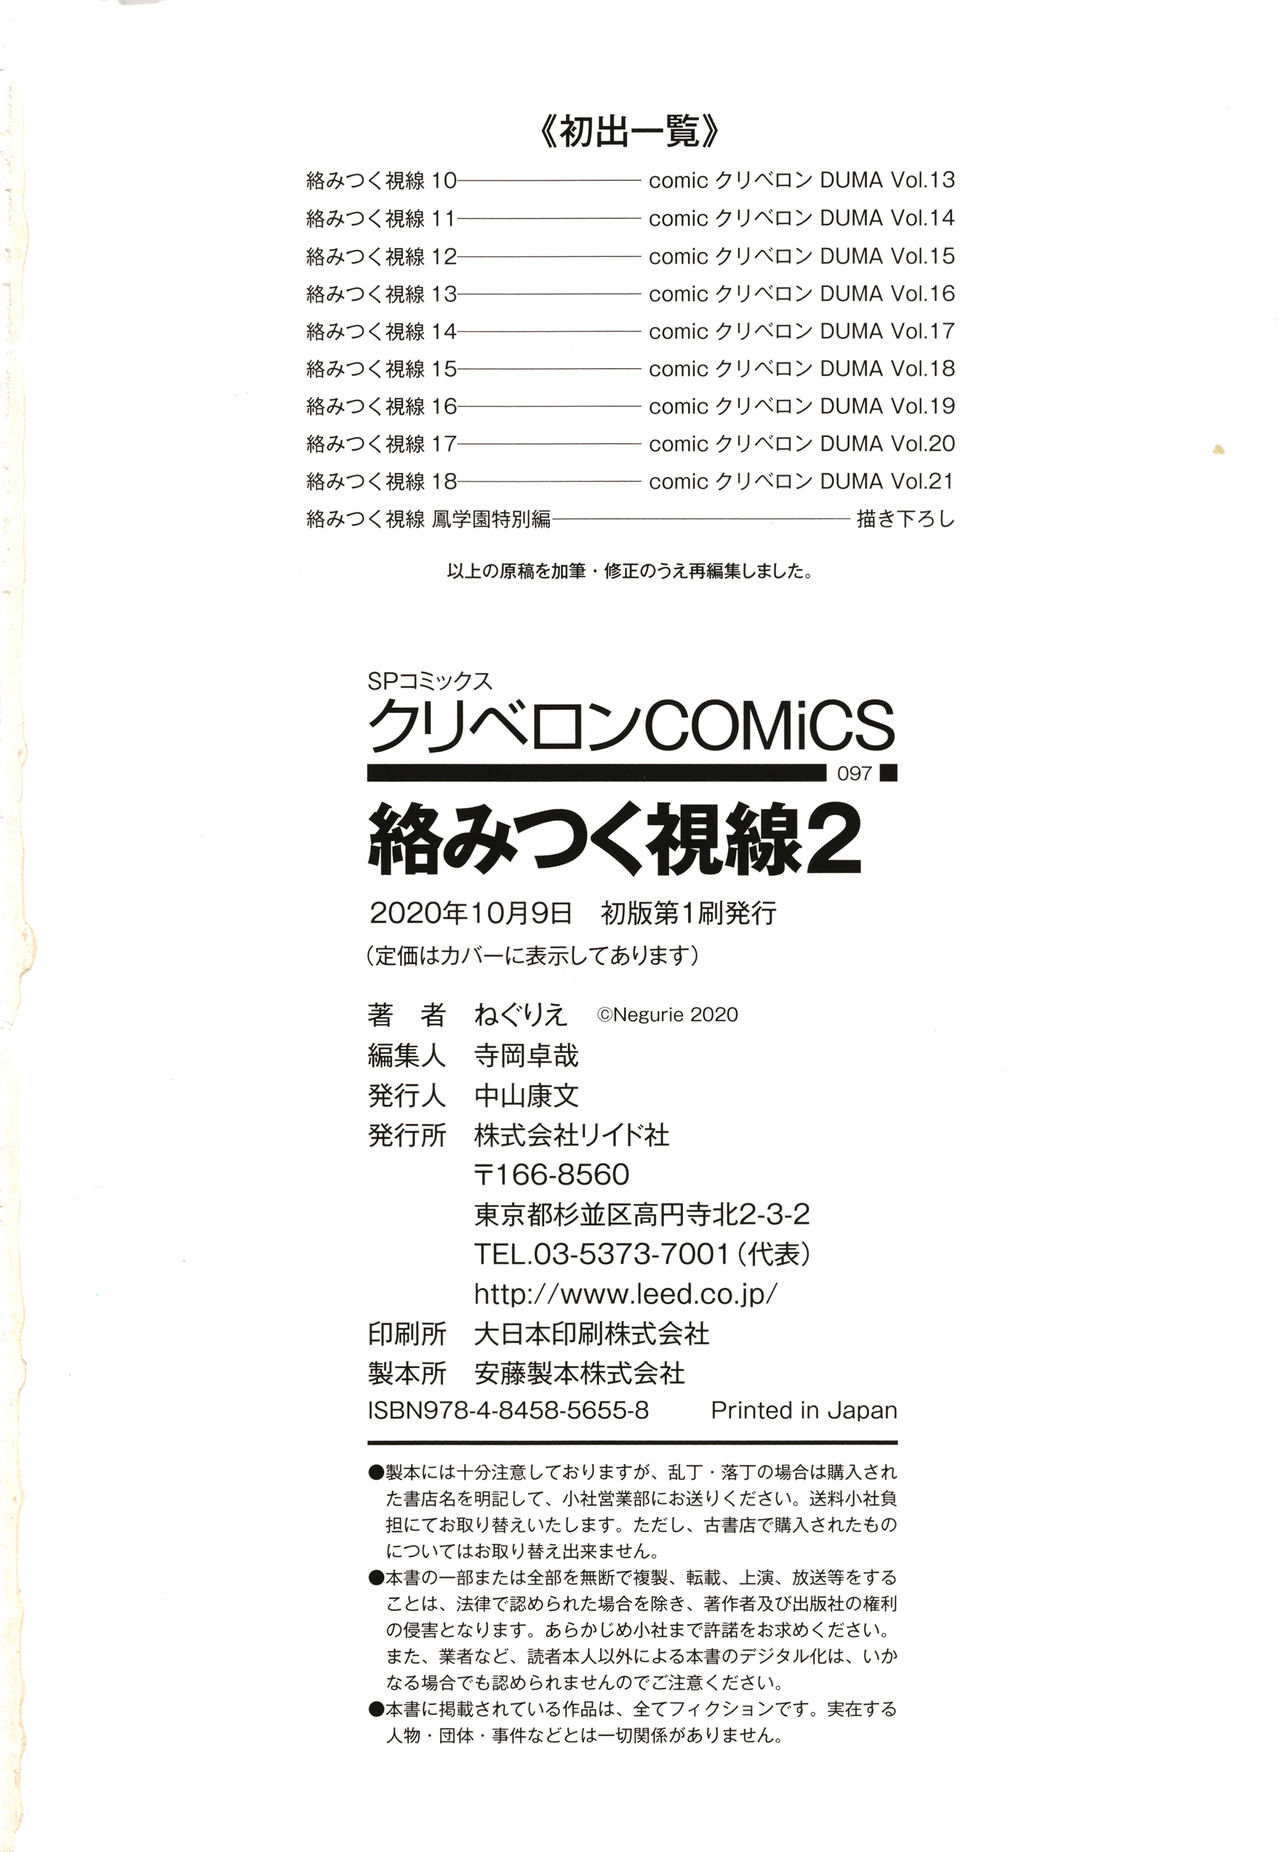 《初出一覧》
絡みつく視線 10――――――― comic クリベロン DUMA Vol.13
絡みつく視線 11――――――― comic クリベロン DUMA Vol.14
絡みつく視線 12――――――― comic クリベロン DUMA Vol.15
絡みつく視線 13――――――― comic クリベロン DUMA Vol.16
絡みつく視線 14――――――― comic クリベロン DUMA Vol.17
絡みつく視線 15――――――― comic クリベロン DUMA Vol.18
絡みつく視線 16――――――― comic クリベロン DUMA Vol.19
絡みつく視線 17――――――― comic クリベロン DUMA Vol.20
絡みつく視線 18――――――― comic クリベロン DUMA Vol.21
絡みつく視線 鳳学園特別編――――――――――― 描き下ろし
以上の原稿を加筆・修正のうえ再編集しました。
SPコミックス
クリベロンCOMiCS
097
絡みつく視線2
2020年10月9日　初版第1刷発行
（定価はカバーに表示してあります）
著　者　ねぐりえ　©Negurie 2020
編集人　寺岡卓哉
発行人　中山康文
発行所　株式会社リイド社
〒166-8560
東京都杉並区高円寺北2-3-2
TEL.03-5373-7001（代表）
http://www.leed.co.jp/
印刷所　大日本印刷株式会社
製本所　安藤製本株式会社
ISBN978-4-8458-5655-8　Printed in Japan
●製本には十分注意しておりますが、乱丁・落丁の場合は購入され
た書店名を明記して、小社営業部にお送りください。送料小社負
担にてお取り替えいたします。ただし、古書店で購入されたもの
についてはお取り替え出来ません。
●本書の一部または全部を無断で複製、転載、上演、放送等をする
ことは、法律で認められた場合を除き、著作者及び出版社の権利
の侵害となります。あらかじめ小社まで許諾をお求めください。
また、業者など、読者本人以外による本書のデジタル化は、いか
なる場合でも認められませんのでご注意ください。
●本書に掲載されている作品は、全てフィクションです。実在する
人物・団体・事件などとは一切関係がありません。